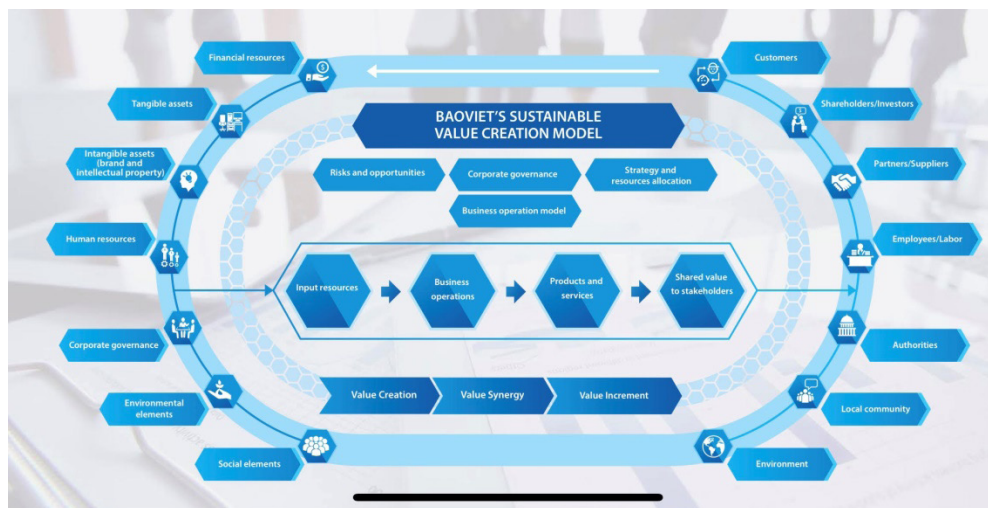 Financial resources
Tangible assets
Intangible assets
(brand and
intellectual property)
Human resources
Corporate governance
Environmental
elements
Social elements
BAOVIET'S SUSTAINABLE
VALUE CREATION MODEL
Risks and opportunities
Corporate governance
Strategy and
resources allocation
Business operation model
Input resources
Business
operations
Products and
services
Shared value
to stakeholders
Value Creation
Value Synergy
Value Increment
Customers
Shareholders/Investors
Partners/Suppliers
Employees/Labor
Authorities
Local community
Environment